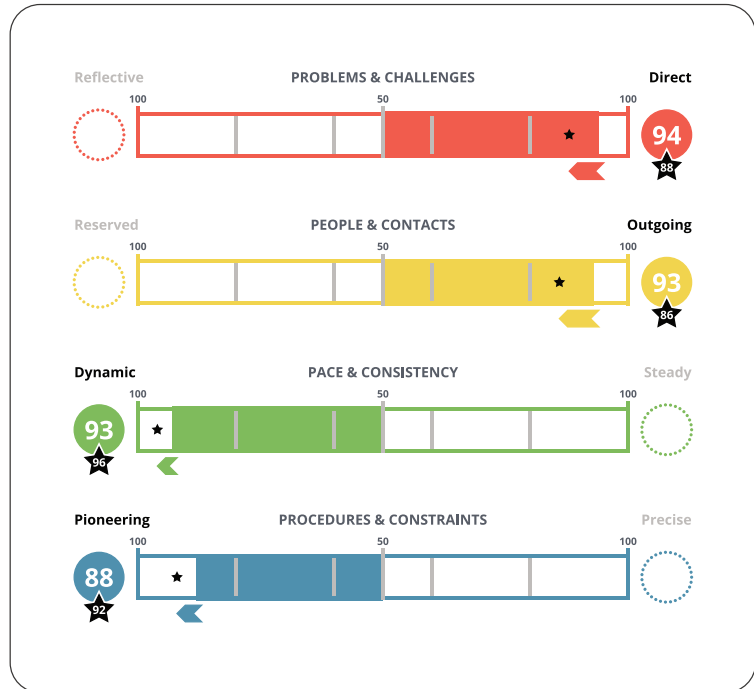 Reflective PROBLEMS & CHALLENGES Direct
100 50 100
94
88
Reserved PEOPLE & CONTACTS Outgoing
100 50 100
93
86
Dynamic PACE & CONSISTENCY Steady
100 50 100
93
96
Pioneering PROCEDURES & CONSTRAINTS Precise
100 50 100
88
92